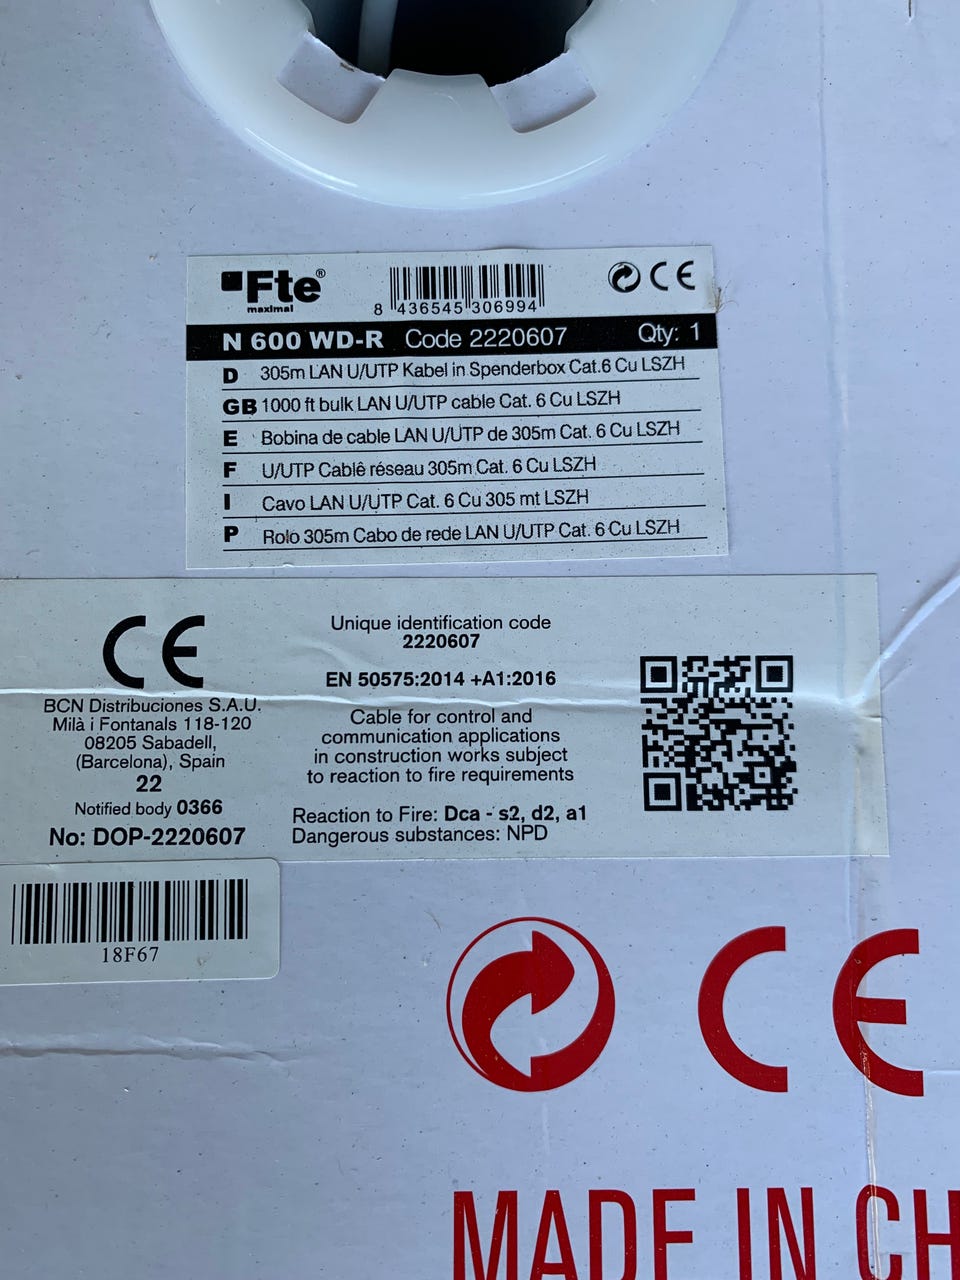 Fte®
maximal
8 436545 306994
CE
N 600 WD-R Code 2220607 Qty: 1
D 305m LAN U/UTP Kabel in Spenderbox Cat.6 Cu LSZH
GB 1000 ft bulk LAN U/UTP cable Cat. 6 Cu LSZH
E Bobina de cable LAN U/UTP de 305m Cat. 6 Cu LSZH
F U/UTP Cablê réseau 305m Cat. 6 Cu LSZH
I Cavo LAN U/UTP Cat. 6 Cu 305 mt LSZH
P Rolo 305m Cabo de rede LAN U/UTP Cat. 6 Cu LSZH
CE
BCN Distribuciones S.A.U.
Milà i Fontanals 118-120
08205 Sabadell,
(Barcelona), Spain
22
Notified body 0366
No: DOP-2220607
Unique identification code
2220607
EN 50575:2014 +A1:2016
Cable for control and
communication applications
in construction works subject
to reaction to fire requirements
Reaction to Fire: Dca - s2, d2, a1
Dangerous substances: NPD
18F67
CE
MADE IN CH